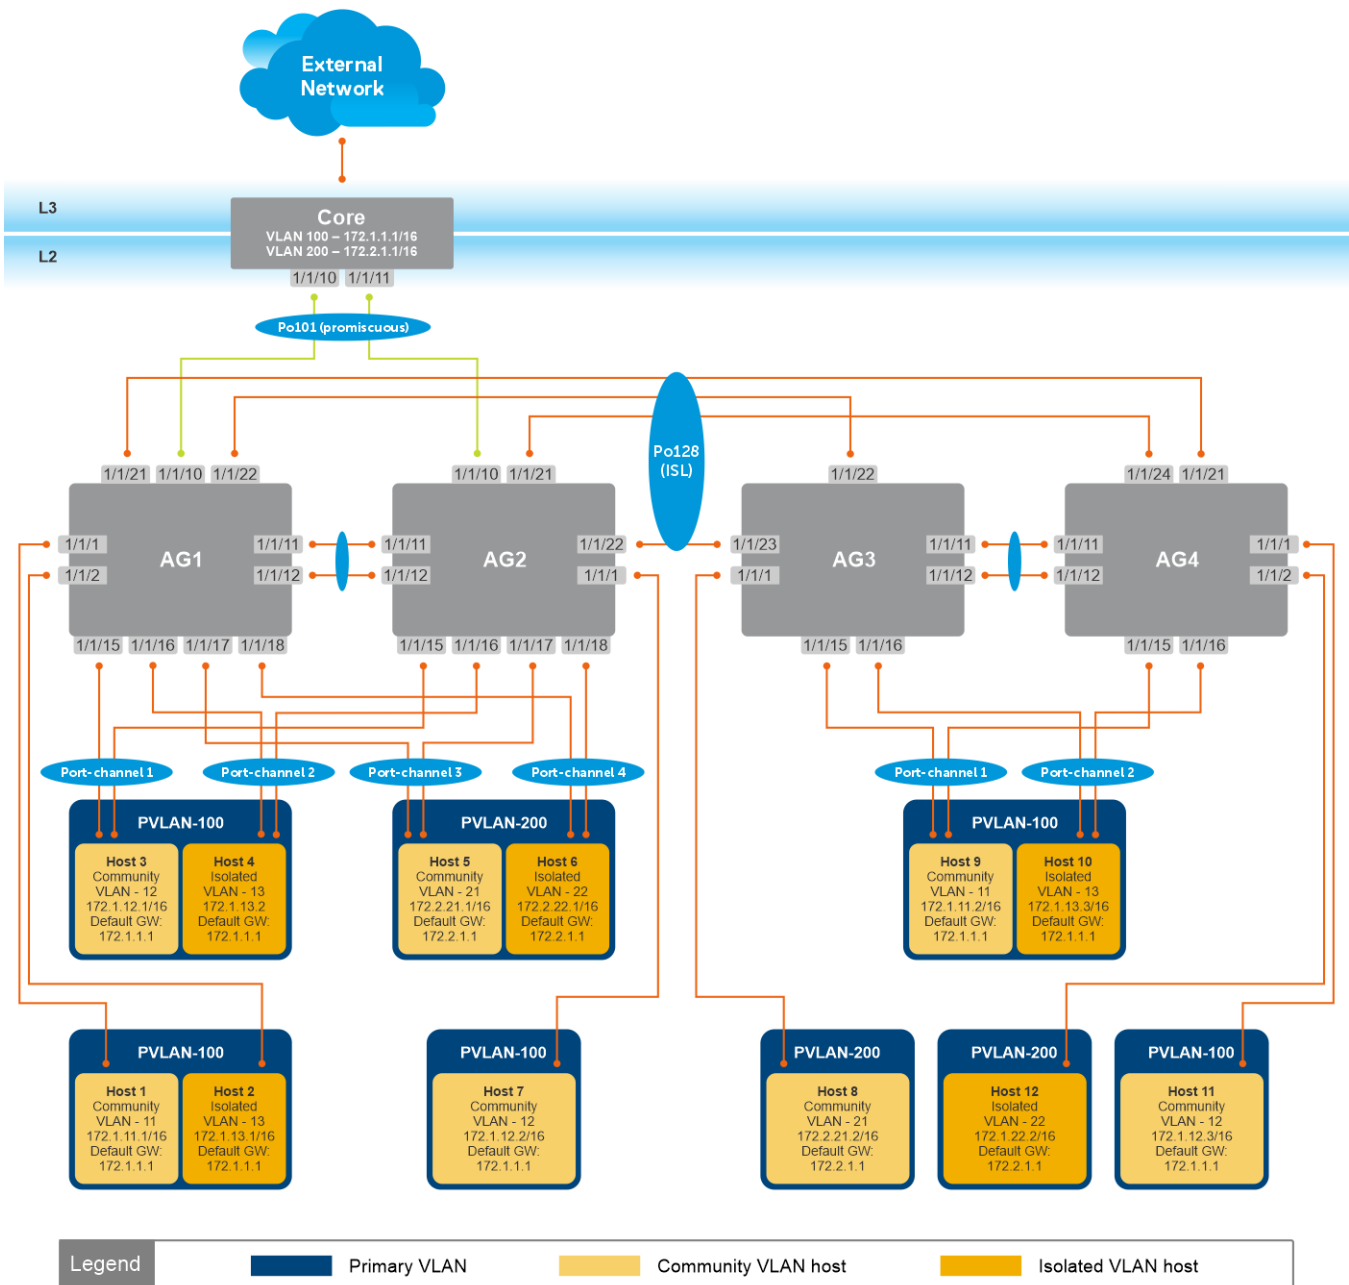 External
Network
L3
Core
VLAN 100 – 172.1.1.1/16
VLAN 200 – 172.2.1.1/16
L2
1/1/10 1/1/11
Po101 (promiscuous)
Po128
(ISL)
1/1/21 1/1/10 1/1/22
1/1/10 1/1/21
1/1/22
1/1/24 1/1/21
1/1/1
1/1/2
AG1
1/1/11
1/1/12
1/1/11
1/1/12
AG2
1/1/22
1/1/1
1/1/23
1/1/1
AG3
1/1/11
1/1/12
1/1/11
1/1/12
AG4
1/1/1
1/1/2
1/1/15 1/1/16 1/1/17 1/1/18
1/1/15 1/1/16 1/1/17 1/1/18
1/1/15 1/1/16
1/1/15 1/1/16
Port-channel 1
Port-channel 2
Port-channel 3
Port-channel 4
Port-channel 1
Port-channel 2
PVLAN-100
Host 3
Community
VLAN - 12
172.1.12.1/16
Default GW:
172.1.1.1
Host 4
Isolated
VLAN - 13
172.1.13.2
Default GW:
172.1.1.1
PVLAN-200
Host 5
Community
VLAN - 21
172.2.21.1/16
Default GW:
172.2.1.1
Host 6
Isolated
VLAN - 22
172.2.22.1/16
Default GW:
172.2.1.1
PVLAN-100
Host 9
Community
VLAN - 11
172.1.11.2/16
Default GW:
172.1.1.1
Host 10
Isolated
VLAN - 13
172.1.13.3/16
Default GW:
172.1.1.1
PVLAN-100
Host 1
Community
VLAN - 11
172.1.11.1/16
Default GW:
172.1.1.1
Host 2
Isolated
VLAN - 13
172.1.13.1/16
Default GW:
172.1.1.1
PVLAN-100
Host 7
Community
VLAN - 12
172.1.12.2/16
Default GW:
172.1.1.1
PVLAN-200
Host 8
Community
VLAN - 21
172.2.21.2/16
Default GW:
172.2.1.1
PVLAN-200
Host 12
Isolated
VLAN - 22
172.1.22.2/16
Default GW:
172.2.1.1
PVLAN-100
Host 11
Community
VLAN - 12
172.1.12.3/16
Default GW:
172.1.1.1
Legend
Primary VLAN
Community VLAN host
Isolated VLAN host